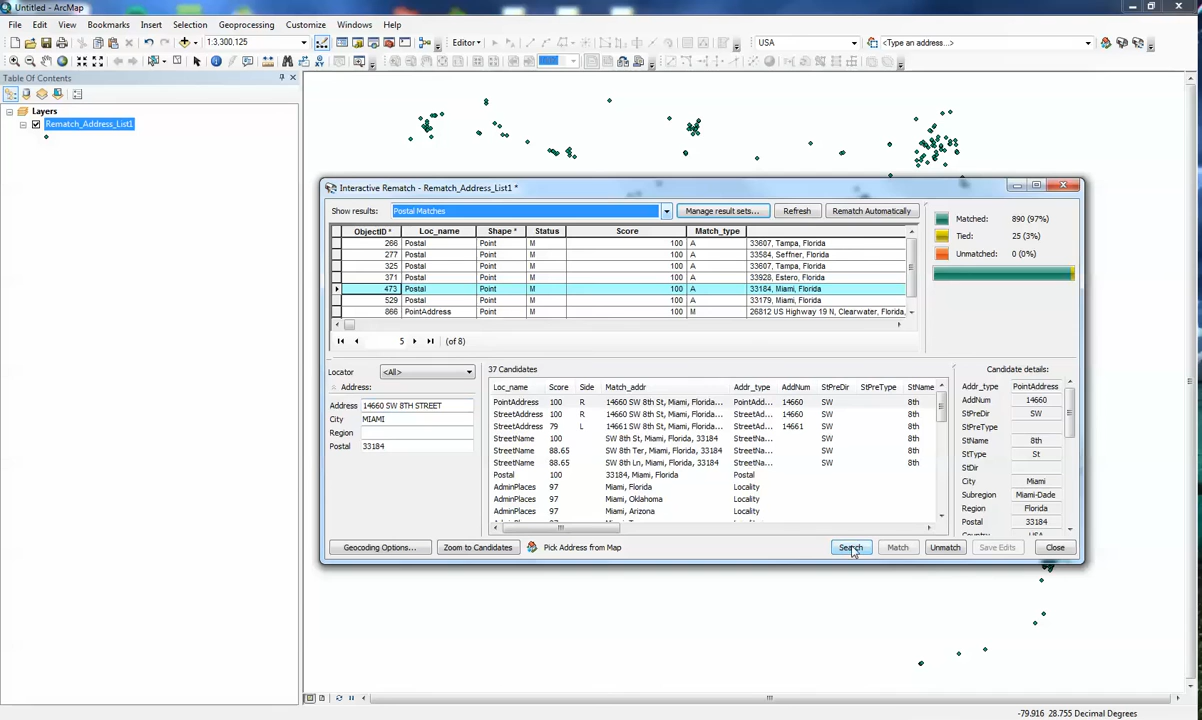 Untitled - ArcMap
File Edit View Bookmarks Insert Selection Geoprocessing Customize Windows Help
1:3,300,125 Editor USA <Type an address...>
Table Of Contents
Layers
Rematch_Address_List1
Interactive Rematch - Rematch_Address_List1 *
Show results: Postal Matches Manage result sets... Refresh Rematch Automatically
Matched: 890 (97%)
Tied: 25 (3%)
Unmatched: 0 (0%)
ObjectID * Loc_name Shape * Status Score Match_type
266 Postal Point M 100 A 33607, Tampa, Florida
277 Postal Point M 100 A 33584, Seffner, Florida
325 Postal Point M 100 A 33607, Tampa, Florida
371 Postal Point M 100 A 33928, Estero, Florida
473 Postal Point M 100 A 33184, Miami, Florida
529 Postal Point M 100 A 33179, Miami, Florida
866 PointAddress Point M 100 M 26812 US Highway 19 N, Clearwater, Florida,
5 (of 8)
Locator <All>
Address:
Address 14660 SW 8TH STREET
City MIAMI
Region
Postal 33184
37 Candidates
Loc_name Score Side Match_addr Addr_type AddNum StPreDir StPreType StName
PointAddress 100 R 14660 SW 8th St, Miami, Florida... PointAdd... 14660 SW 8th
StreetAddress 100 R 14660 SW 8th St, Miami, Florida... StreetAd... 14660 SW 8th
StreetAddress 79 L 14661 SW 8th St, Miami, Florida... StreetAd... 14661 SW 8th
StreetName 100 SW 8th St, Miami, Florida, 33184 StreetNa... SW 8th
StreetName 88.65 SW 8th Ter, Miami, Florida, 33184 StreetNa... SW 8th
StreetName 88.65 SW 8th Ln, Miami, Florida, 33184 StreetNa... SW 8th
Postal 100 33184, Miami, Florida Postal
AdminPlaces 97 Miami, Florida Locality
AdminPlaces 97 Miami, Oklahoma Locality
AdminPlaces 97 Miami, Arizona Locality
Candidate details:
Addr_type PointAddress
AddNum 14660
StPreDir SW
StPreType
StName 8th
StType St
StDir
City Miami
Subregion Miami-Dade
Region Florida
Postal 33184
Geocoding Options... Zoom to Candidates Pick Address from Map Search Match Unmatch Save Edits Close
-79.916 28.755 Decimal Degrees